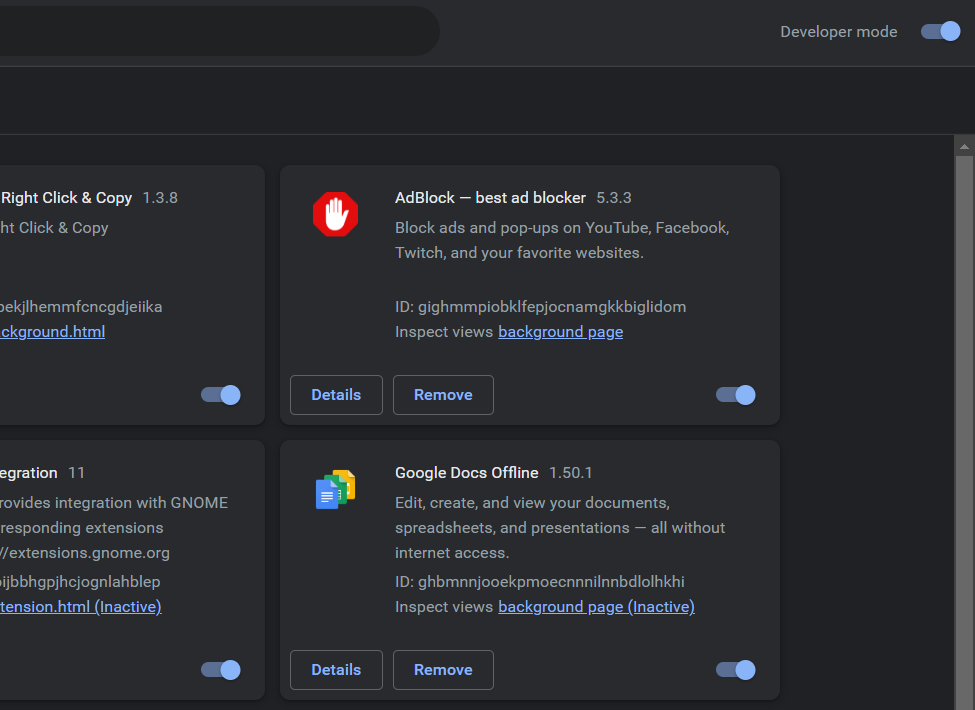 Developer mode
Right Click & Copy 1.3.8
ht Click & Copy
pekjlhemmfcncgdjeiika
ckground.html
AdBlock — best ad blocker 5.3.3
Block ads and pop-ups on YouTube, Facebook,
Twitch, and your favorite websites.
ID: gighmmpiobklfepjocnamgkkbiglidom
Inspect views background page
Details Remove
egration 11
rovides integration with GNOME
rresponding extensions
//extensions.gnome.org
ijbbhgpjhcjognlahblep
tension.html (Inactive)
Google Docs Offline 1.50.1
Edit, create, and view your documents,
spreadsheets, and presentations — all without
internet access.
ID: ghbmnnjooekpmoecnnnilnnbdlolhkhi
Inspect views background page (Inactive)
Details Remove